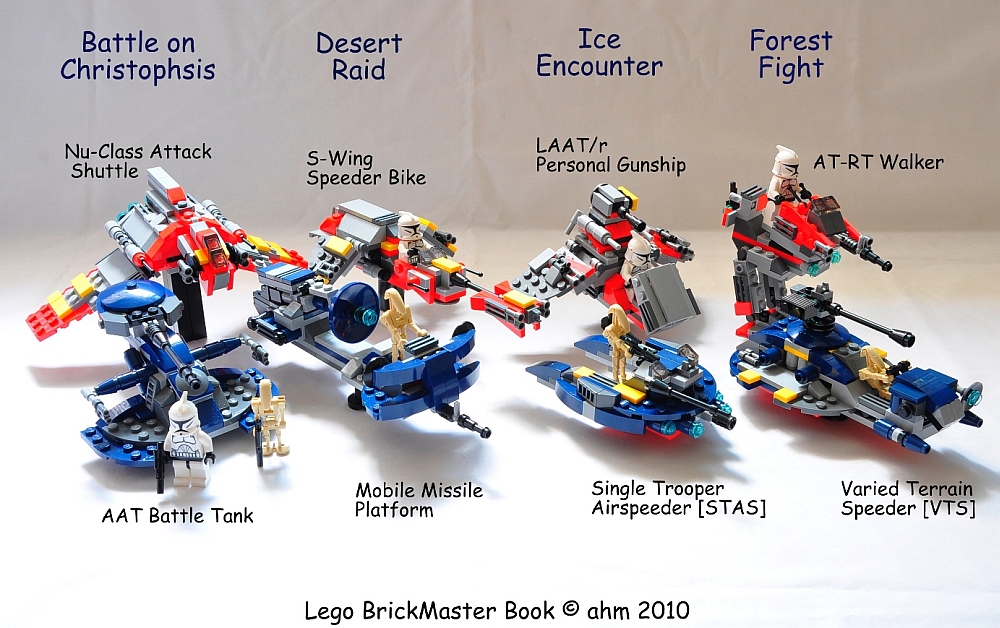 Battle on
Christophsis
Desert
Raid
Ice
Encounter
Forest
Fight
Nu-Class Attack
Shuttle
S-Wing
Speeder Bike
LAAT/r
Personal Gunship
AT-RT Walker
AAT Battle Tank
Mobile Missile
Platform
Single Trooper
Airspeeder [STAS]
Varied Terrain
Speeder [VTS]
Lego BrickMaster Book © ahm 2010